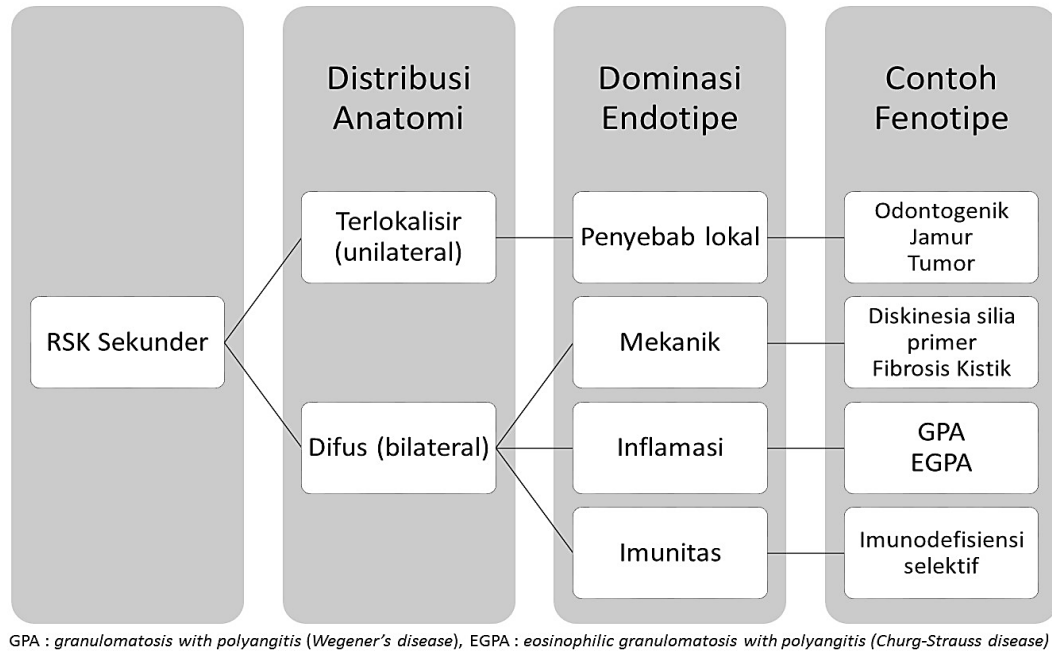 Distribusi
Anatomi
Dominasi
Endotipe
Contoh
Fenotipe
RSK Sekunder
Terlokalisir
(unilateral)
Penyebab lokal
Odontogenik
Jamur
Tumor
Difus (bilateral)
Mekanik
Diskinesia silia
primer
Fibrosis Kistik
Inflamasi
GPA
EGPA
Imunitas
Imunodefisiensi
selektif
GPA : granulomatosis with polyangitis (Wegener's disease), EGPA : eosinophilic granulomatosis with polyangitis (Churg-Strauss disease)